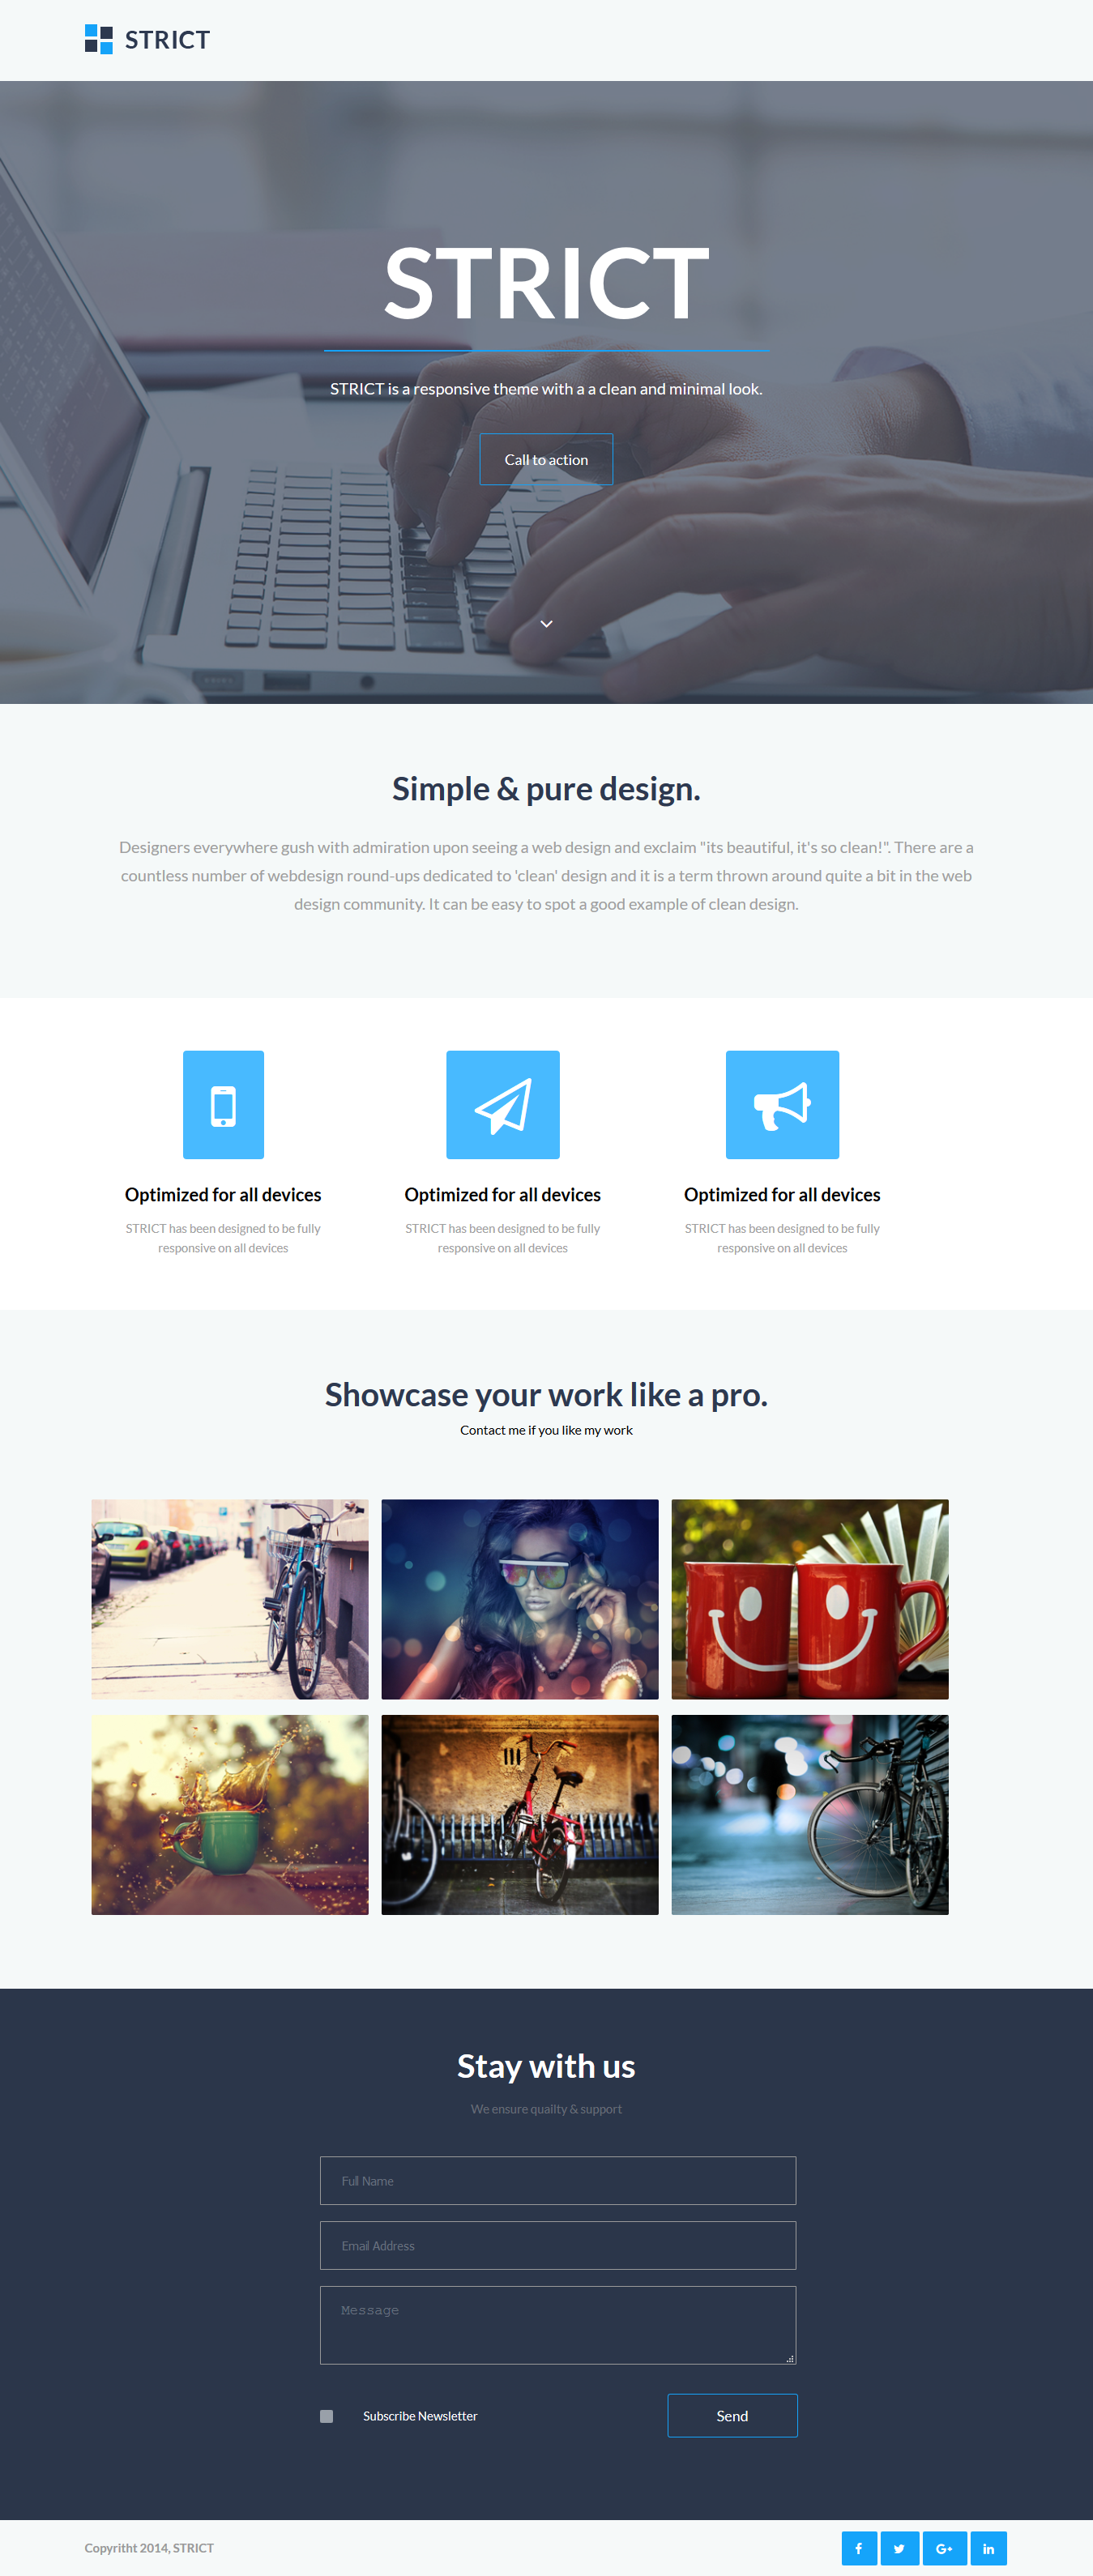 STRICT
STRICT
STRICT is a responsive theme with a a clean and minimal look.
Call to action
Simple & pure design.
Designers everywhere gush with admiration upon seeing a web design and exclaim "its beautiful, it's so clean!". There are a
countless number of webdesign round-ups dedicated to 'clean' design and it is a term thrown around quite a bit in the web
design community. It can be easy to spot a good example of clean design.
Optimized for all devices
STRICT has been designed to be fully
responsive on all devices
Optimized for all devices
STRICT has been designed to be fully
responsive on all devices
Optimized for all devices
STRICT has been designed to be fully
responsive on all devices
Showcase your work like a pro.
Contact me if you like my work
Stay with us
We ensure quailty & support
Full Name
Email Address
Message
Subscribe Newsletter
Send
Copyritht 2014, STRICT